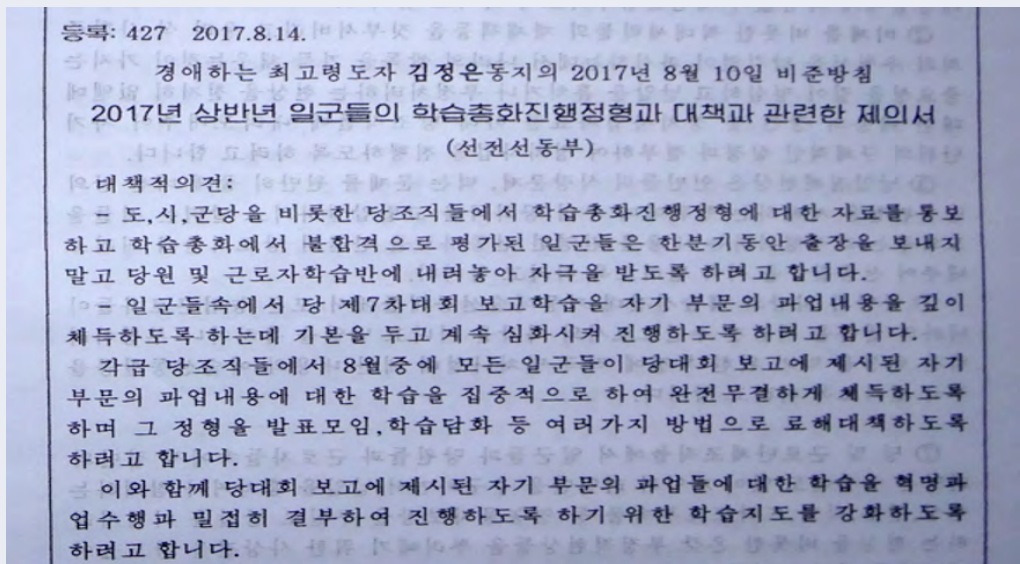 등록: 427 2017.8.14.
경애하는 최고령도자 김정은동지의 2017년 8월 10일 비준방침
2017년 상반년 일군들의 학습총화진행정형과 대책과 관련한 제의서
(선전선동부)
대책적의견:
- 도,시,군당을 비롯한 당조직들에서 학습총화진행정형에 대한 자료를 통보
하고 학습총화에서 불합격으로 평가된 일군들은 한분기동안 출장을 보내지
말고 당원 및 근로자학습반에 내려놓아 자극을 받도록 하려고 합니다.
- 일군들속에서 당 제7차대회 보고학습을 자기 부문의 과업내용을 깊이
체득하도록 하는데 기본을 두고 계속 심화시켜 진행하도록 하려고 합니다.
각급 당조직들에서 8월중에 모든 일군들이 당대회 보고에 제시된 자기
부문의 과업내용에 대한 학습을 집중적으로 하여 완전무결하게 체득하도록
하며 그 정형을 발표모임,학습담화 등 여러가지 방법으로 료해대책하도록
하려고 합니다.
이와 함께 당대회 보고에 제시된 자기 부문의 과업들에 대한 학습을 혁명과
업수행과 밀접히 결부하여 진행하도록 하기 위한 학습지도를 강화하도록
하려고 합니다.